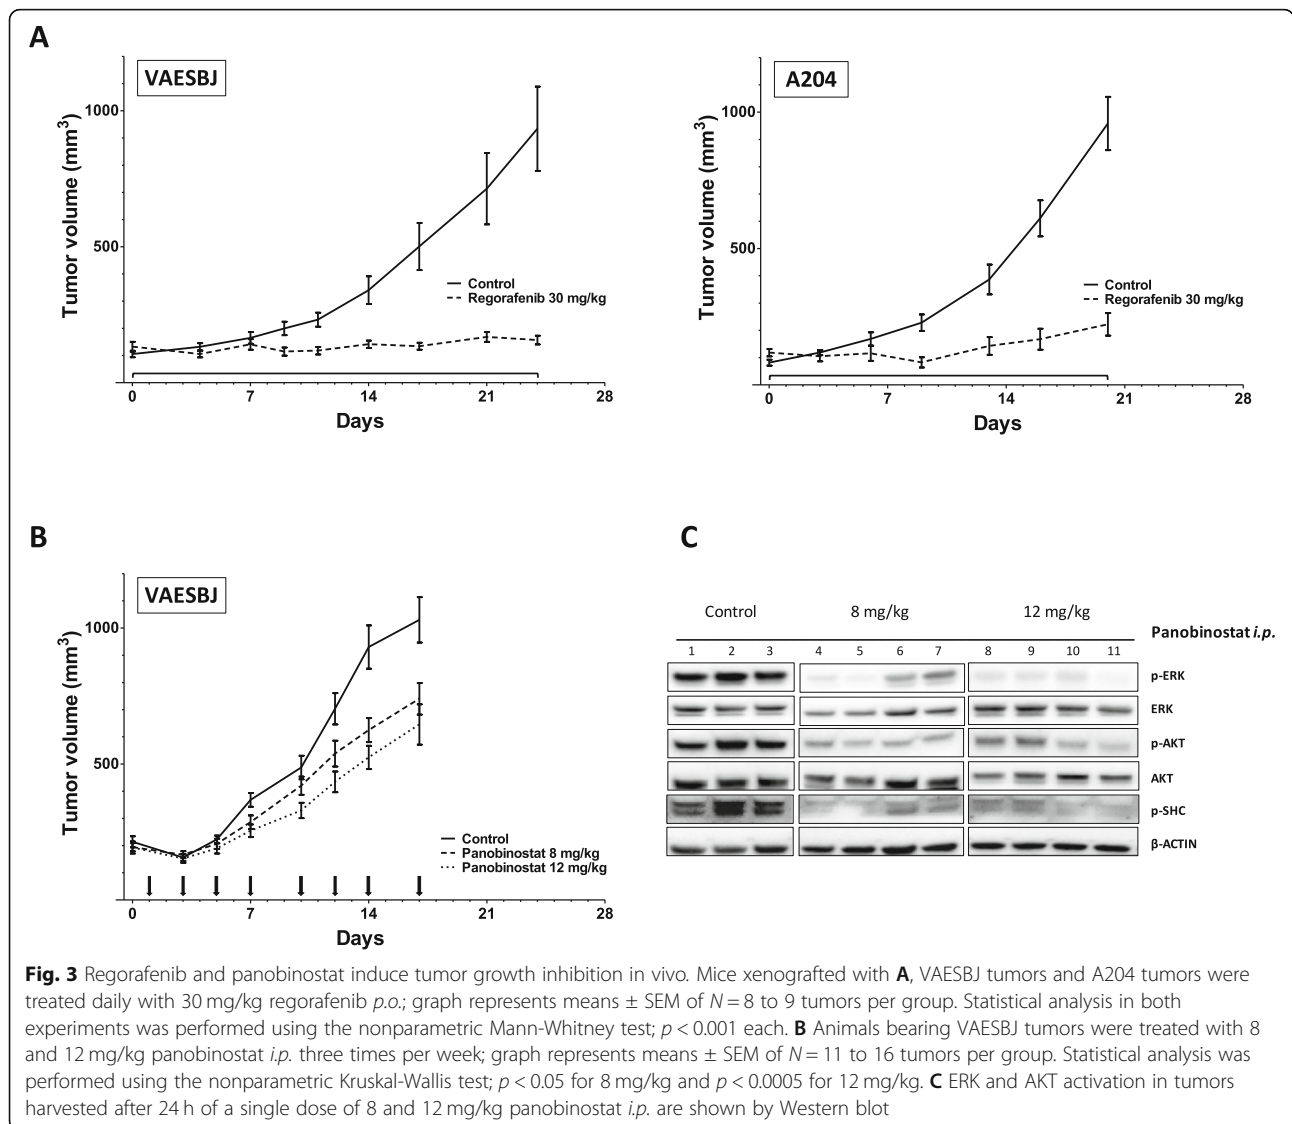 A
VAESBJ
1000
500
Tumor volume (mm3)
Control
Regorafenib 30 mg/kg
0 7 14 21 28
Days
A204
1000
500
Tumor volume (mm3)
Control
Regorafenib 30 mg/kg
0 7 14 21 28
Days
B
VAESBJ
1000
500
Tumor volume (mm3)
Control
Panobinostat 8 mg/kg
Panobinostat 12 mg/kg
0 7 14 21 28
Days
C
Control 8 mg/kg 12 mg/kg
Panobinostat i.p.
1 2 3 4 5 6 7 8 9 10 11
p-ERK
ERK
p-AKT
AKT
p-SHC
β-ACTIN
Fig. 3 Regorafenib and panobinostat induce tumor growth inhibition in vivo. Mice xenografted with A, VAESBJ tumors and A204 tumors were
treated daily with 30 mg/kg regorafenib p.o.; graph represents means ± SEM of N = 8 to 9 tumors per group. Statistical analysis in both
experiments was performed using the nonparametric Mann-Whitney test; p < 0.001 each. B Animals bearing VAESBJ tumors were treated with 8
and 12 mg/kg panobinostat i.p. three times per week; graph represents means ± SEM of N = 11 to 16 tumors per group. Statistical analysis was
performed using the nonparametric Kruskal-Wallis test; p < 0.05 for 8 mg/kg and p < 0.0005 for 12 mg/kg. C ERK and AKT activation in tumors
harvested after 24 h of a single dose of 8 and 12 mg/kg panobinostat i.p. are shown by Western blot